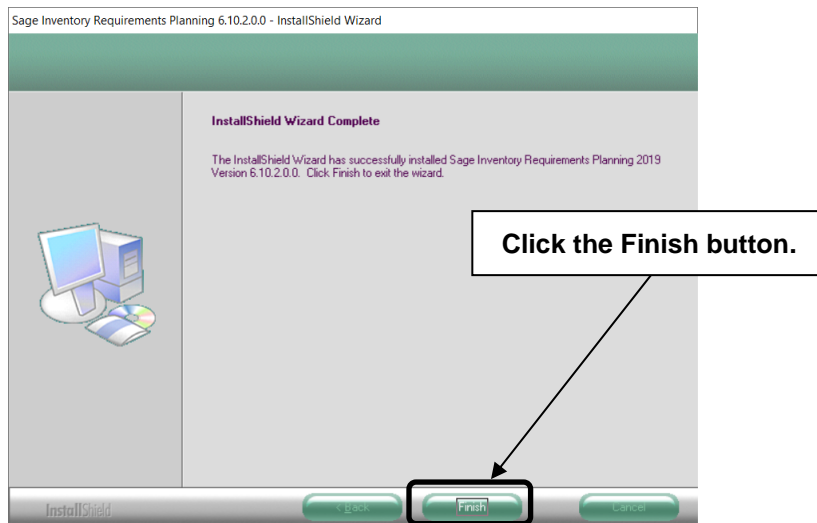 Sage Inventory Requirements Planning 6.10.2.0.0 - InstallShield Wizard
InstallShield Wizard Complete
The InstallShield Wizard has successfully installed Sage Inventory Requirements Planning 2019
Version 6.10.2.0.0. Click Finish to exit the wizard.
Click the Finish button.
InstallShield
< Back
Finish
Cancel